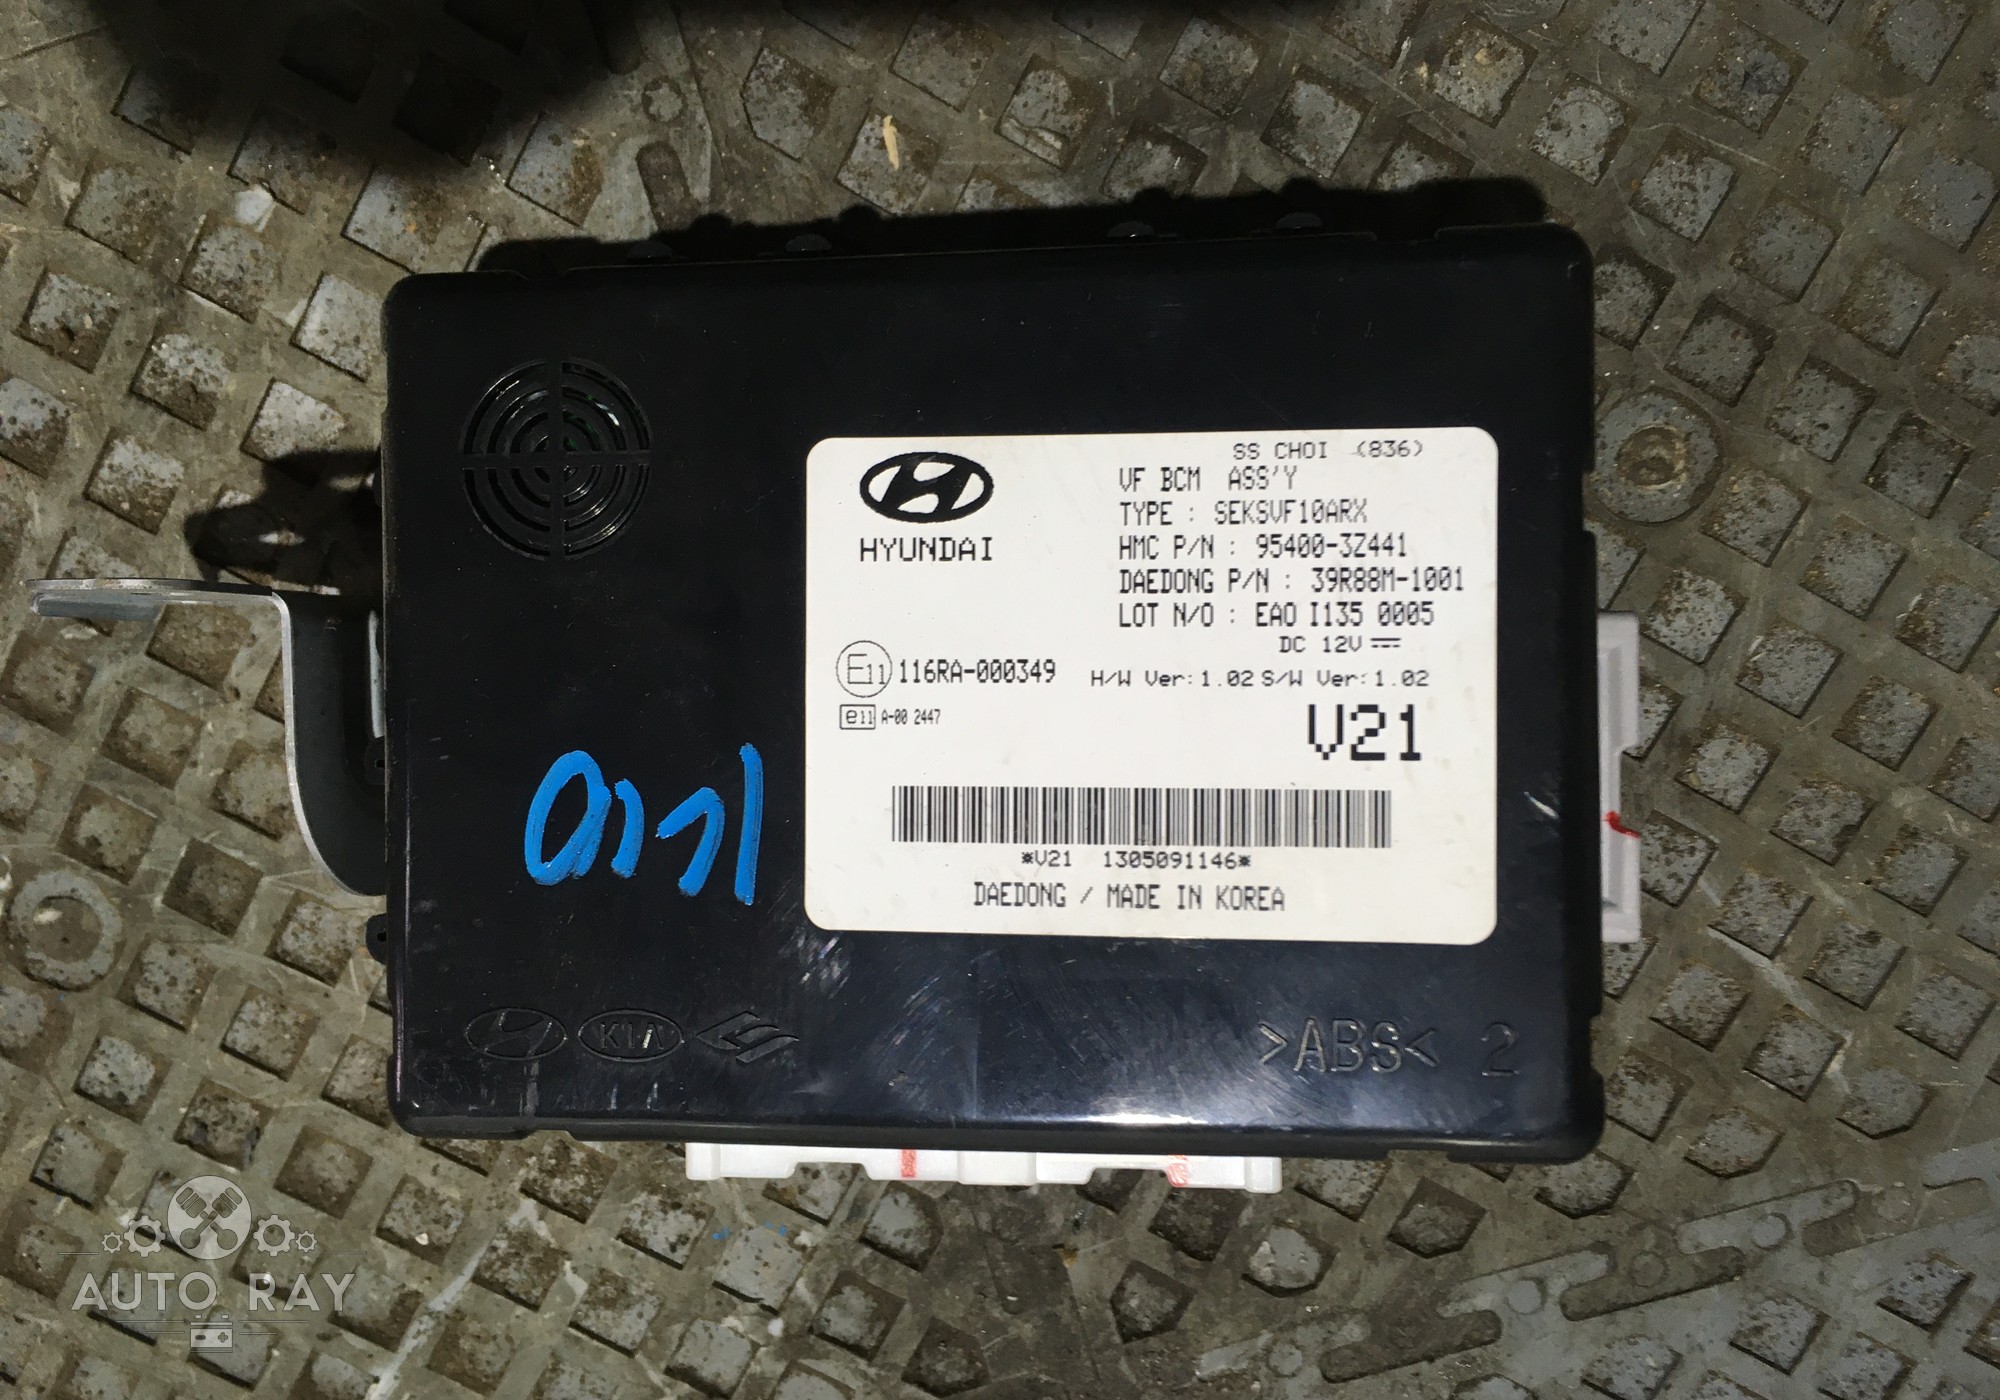 SS CHOI (836)
VF BCM ASS'Y
TYPE : SEKSVF10ARX
HMC P/N : 95400-3Z441
DAEDONG P/N : 39R88M-1001
LOT N/O : EAO I135 0005
DC 12V
HYUNDAI
E11 116RA-000349
H/W Ver:1.02 S/W Ver:1.02
e11 A-00 2447
V21
*V21 1305091146*
DAEDONG / MADE IN KOREA
KIA
>ABS< 2
AUTO RAY